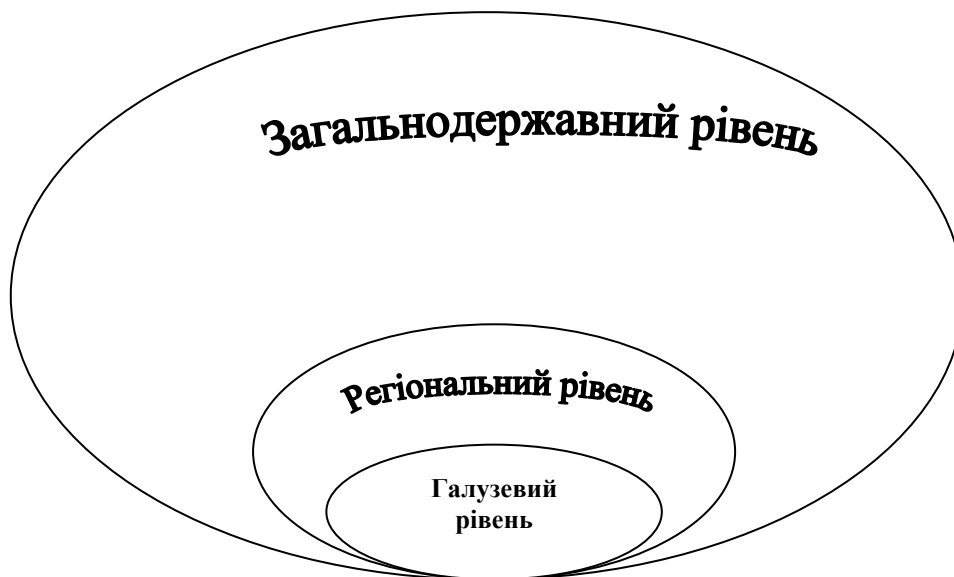 Загальнодержавний рівень
Регіональний рівень
Галузевий
рівень